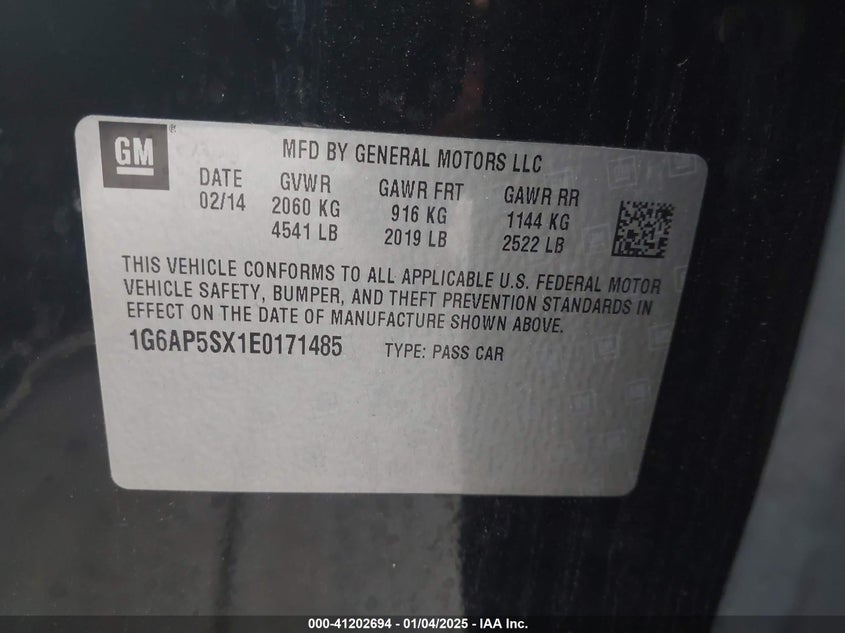 GM ®
MFD BY GENERAL MOTORS LLC
DATE GVWR GAWR FRT GAWR RR
02/14 2060 KG 916 KG 1144 KG
4541 LB 2019 LB 2522 LB
THIS VEHICLE CONFORMS TO ALL APPLICABLE U.S. FEDERAL MOTOR
VEHICLE SAFETY, BUMPER, AND THEFT PREVENTION STANDARDS IN
EFFECT ON THE DATE OF MANUFACTURE SHOWN ABOVE.
1G6AP5SX1E0171485 TYPE: PASS CAR
000-41202694 - 01/04/2025 - IAA Inc.